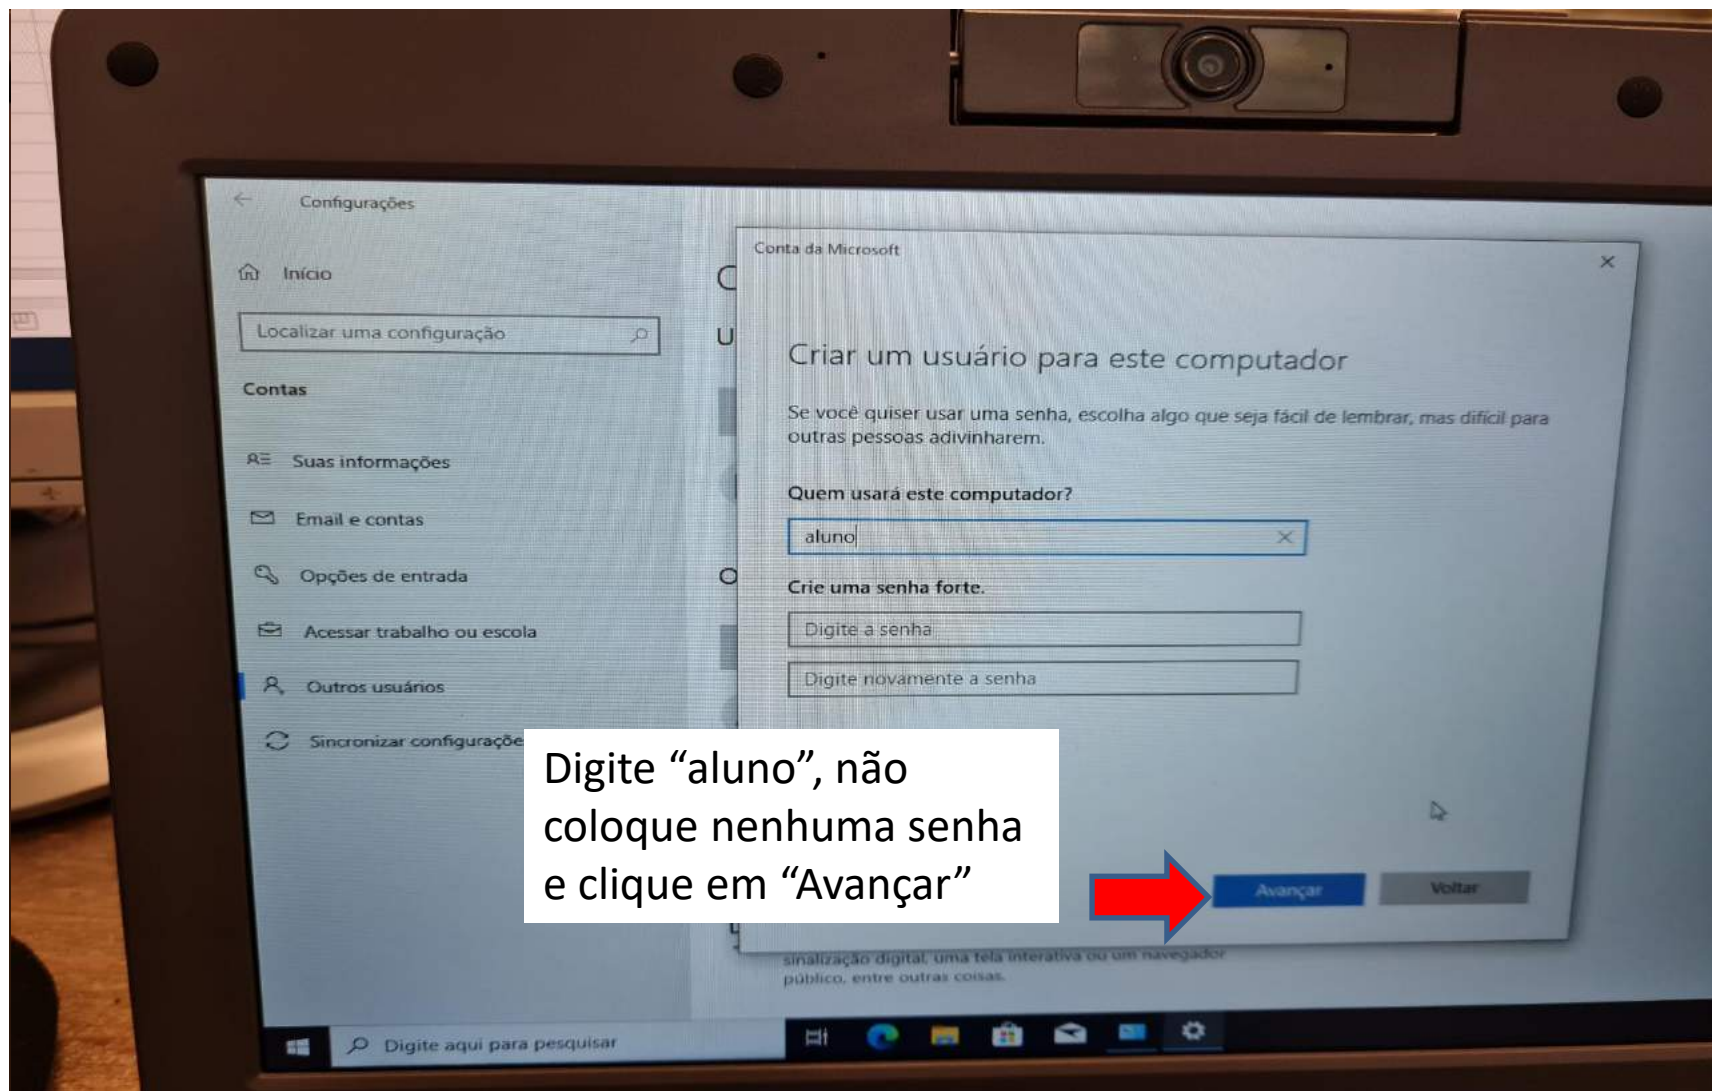 Configurações
Início
Localizar uma configuração
Contas
Suas informações
Email e contas
Opções de entrada
Acessar trabalho ou escola
Outros usuários
Sincronizar configuraçõe
C
U
O
Conta da Microsoft
Criar um usuário para este computador
Se você quiser usar uma senha, escolha algo que seja fácil de lembrar, mas difícil para
outras pessoas adivinharem.
Quem usará este computador?
aluno
Crie uma senha forte.
Digite a senha
Digite novamente a senha
Digite “aluno”, não
coloque nenhuma senha
e clique em “Avançar”
Avançar
Voltar
sinalização digital, uma tela interativa ou um navegador
público, entre outras coisas.
Digite aqui para pesquisar